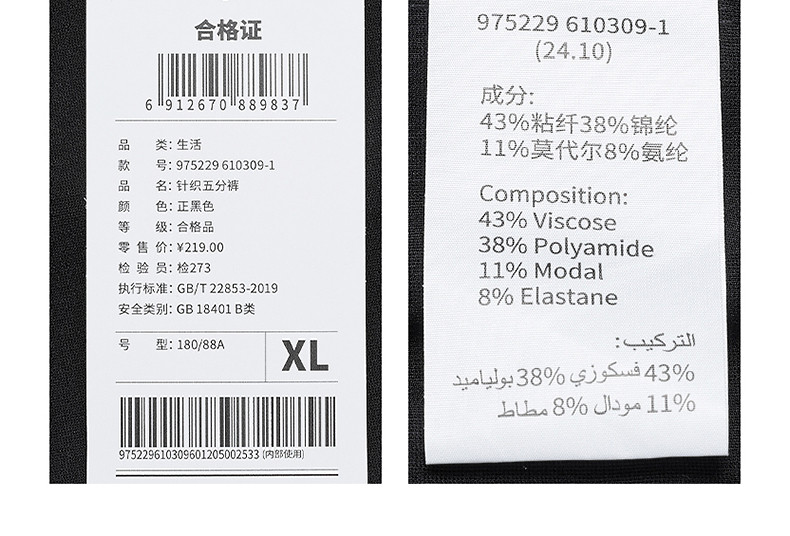 合格证
6 912670 889837
品 类: 生活
款 号: 975229 610309-1
品 名: 针织五分裤
颜 色: 正黑色
等 级: 合格品
零 售 价: ¥219.00
检 验 员: 检273
执行标准: GB/T 22853-2019
安全类别: GB 18401 B类
号 型: 180/88A
XL
975229610309601205002533 (内部使用)
975229 610309-1
(24.10)
成分:
43%粘纤38%锦纶
11%莫代尔8%氨纶
Composition:
43% Viscose
38% Polyamide
11% Modal
8% Elastane
التركيب:
43% فسكوزي 38% بولياميد
11% مودال 8% مطاط